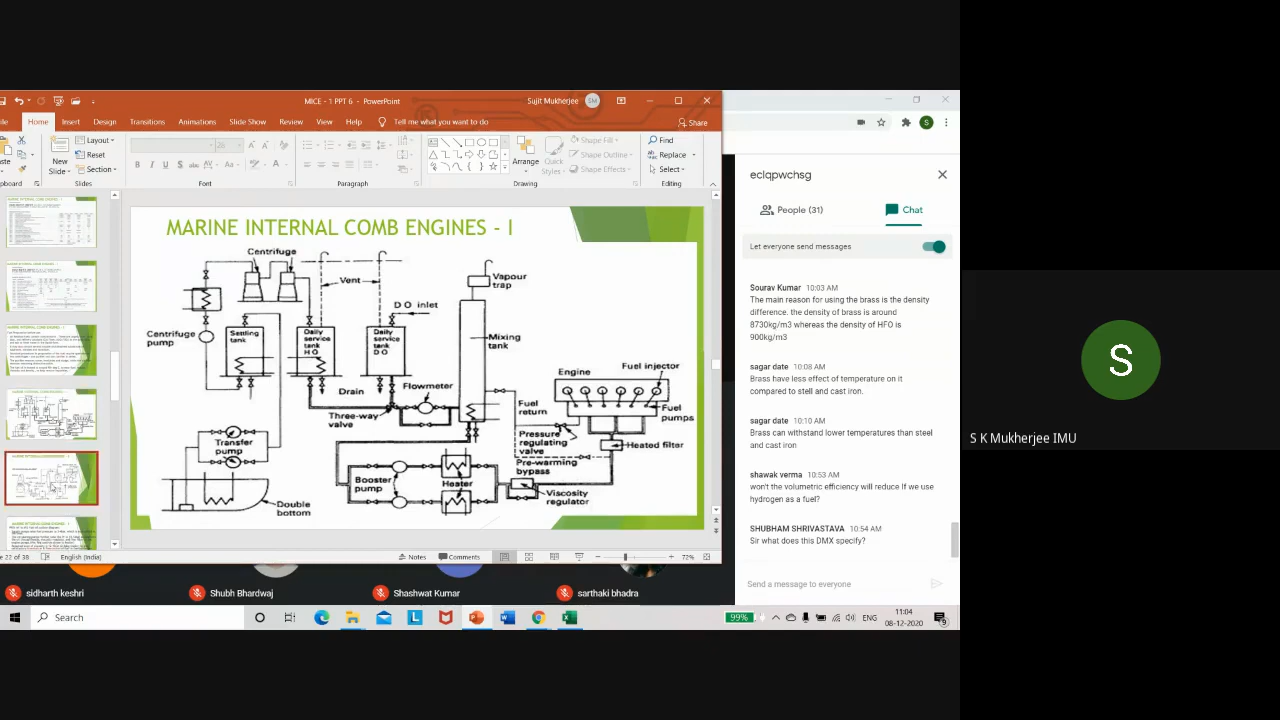 MICE - 1 PPT 6 - PowerPoint
Sujit Mukherjee
SM
Home
Insert
Design
Transitions
Animations
Slide Show
Review
View
Help
Tell me what you want to do
Share
New
Slide
Layout
Reset
Section
Slides
Font
Paragraph
Arrange
Quick
Styles
Shape Fill
Shape Outline
Shape Effects
Drawing
Find
Replace
Select
Editing
MARINE INTERNAL COMB ENGINES - I
Centrifuge
Vent
Vapour
trap
D O inlet
Centrifuge
pump
Settling
tank
Daily
service
tank
H O
Daily
service
tank
D O
Mixing
tank
Engine
Fuel injector
Drain
Flowmeter
Three-way
valve
Fuel
return
Fuel
pumps
Pressure
regulating
valve
Heated filter
Pre-warming
bypass
Transfer
pump
Booster
pump
Heater
Viscosity
regulator
Double
bottom
22 of 38
English (India)
Notes
Comments
72%
eclqpwchsg
People (31)
Chat
Let everyone send messages
Sourav Kumar 10:03 AM
The main reason for using the brass is the density
difference. the density of brass is around
8730kg/m3 whereas the density of HFO is
900kg/m3
sagar date 10:08 AM
Brass have less effect of temperature on it
compared to stell and cast iron.
sagar date 10:10 AM
Brass can withstand lower temperatures than steel
and cast iron
shawak verma 10:53 AM
won't the volumetric efficiency will reduce If we use
hydrogen as a fuel?
SHUBHAM SHRIVASTAVA 10:54 AM
Sir what does this DMX specify?
Send a message to everyone
S
S K Mukherjee IMU
sidharth keshri
Shubh Bhardwaj
Shashwat Kumar
sarthaki bhadra
Search
99%
ENG
11:04
08-12-2020